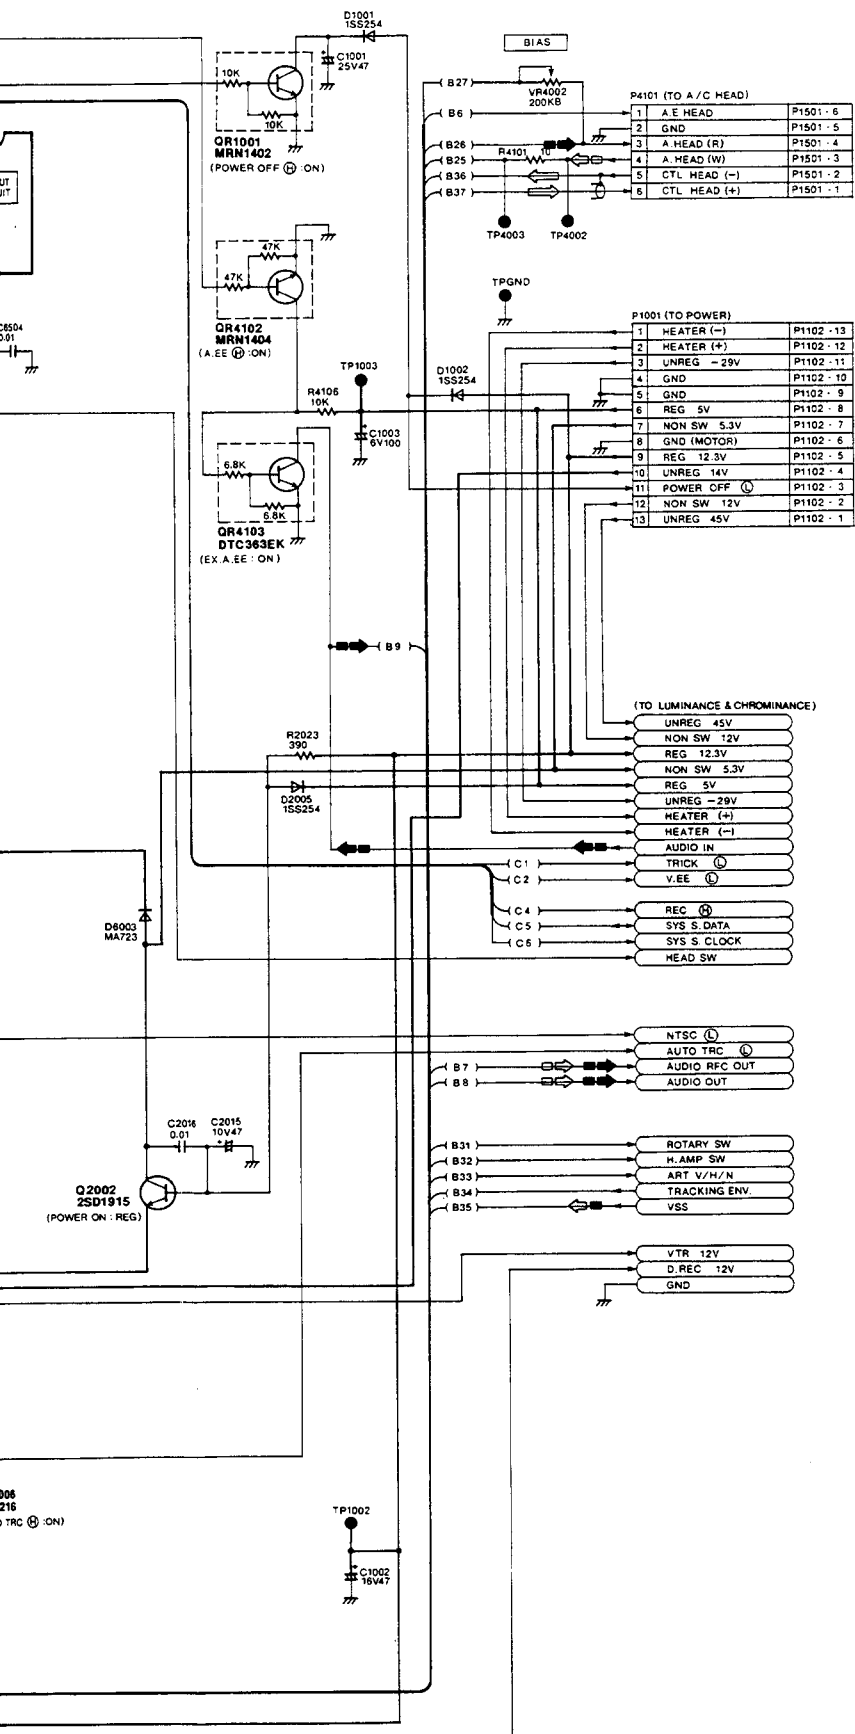 D1001
1SS254
C1001
25V47
10K
10K
QR1001
MRN1402
(POWER OFF Ⓗ :ON)
BIAS
B27
VR4002
200KB
B6
B26
B25
R4101 10
B36
B37
TP4003
TP4002
P4101 (TO A/C HEAD)
1 A.E HEAD P1501 - 6
2 GND P1501 - 5
3 A.HEAD (R) P1501 - 4
4 A.HEAD (W) P1501 - 3
5 CTL HEAD (-) P1501 - 2
6 CTL HEAD (+) P1501 - 1
UT
UIT
47K
47K
QR4102
MRN1404
(A.EE Ⓗ :ON)
C6504
0.01
TPGND
P1001 (TO POWER)
1 HEATER (-) P1102 - 13
2 HEATER (+) P1102 - 12
3 UNREG -29V P1102 - 11
4 GND P1102 - 10
5 GND P1102 - 9
6 REG 5V P1102 - 8
7 NON SW 5.3V P1102 - 7
8 GND (MOTOR) P1102 - 6
9 REG 12.3V P1102 - 5
10 UNREG 14V P1102 - 4
11 POWER OFF Ⓛ P1102 - 3
12 NON SW 12V P1102 - 2
13 UNREG 45V P1102 - 1
TP1003
R4106
10K
D1002
1SS254
C1003
6V100
6.8K
6.8K
QR4103
DTC363EK
(EX.A.EE : ON)
B9
(TO LUMINANCE & CHROMINANCE)
UNREG 45V
NON SW 12V
REG 12.3V
NON SW 5.3V
REG 5V
UNREG -29V
HEATER (+)
HEATER (-)
AUDIO IN
C1 TRICK Ⓛ
C2 V.EE Ⓛ
C4 REC Ⓗ
C5 SYS S.DATA
C6 SYS S.CLOCK
HEAD SW
R2023
390
D2005
1SS254
D6003
MA723
NTSC Ⓛ
AUTO TRC Ⓛ
B7 AUDIO RFC OUT
B8 AUDIO OUT
C2016
0.01
C2015
10V47
Q2002
2SD1915
(POWER ON : REG)
B31 ROTARY SW
B32 H.AMP SW
B33 ART V/H/N
B34 TRACKING ENV.
B35 VSS
VTR 12V
D.REC 12V
GND
006
216
TRC Ⓗ :ON)
TP1002
C1002
16V47